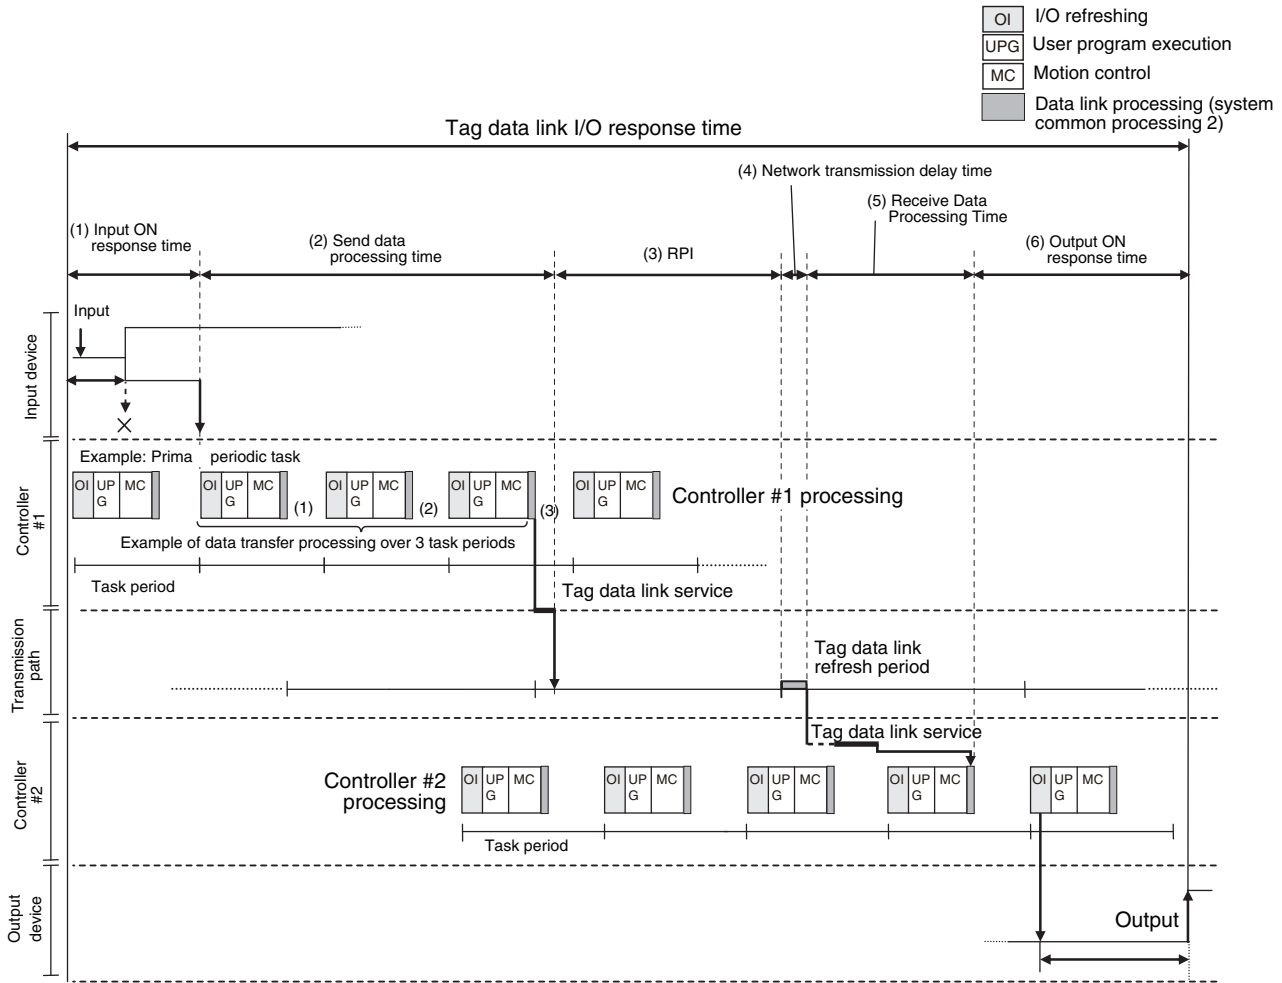 OI I/O refreshing
UPG User program execution
MC Motion control
Data link processing (system
common processing 2)
Tag data link I/O response time
(4) Network transmission delay time
(5) Receive Data
Processing Time
(1) Input ON
response time
(2) Send data
processing time
(3) RPI
(6) Output ON
response time
Input
Input device
Example: Prima periodic task
OI UP G MC
OI UP G MC
(1)
OI UP G MC
(2)
OI UP G MC
(3)
OI UP G MC
Controller #1 processing
Controller
#1
Example of data transfer processing over 3 task periods
Task period
Tag data link service
Transmission
path
Tag data link
refresh period
Tag data link service
Controller
#2
Controller #2
processing
OI UP G MC
OI UP G MC
OI UP G MC
OI UP G MC
OI UP G MC
Task period
Output
device
Output